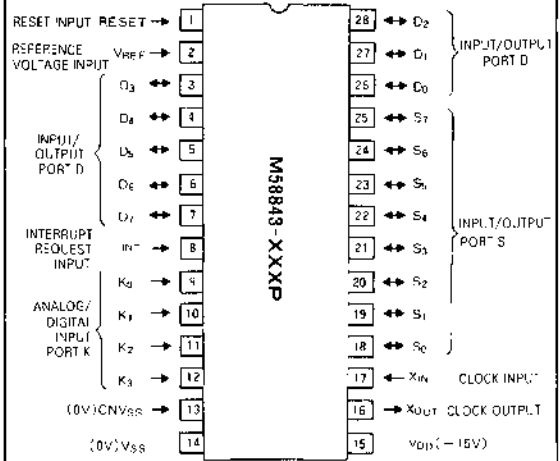 RESET INPUT RESET → 1
REFERENCE
VOLTAGE INPUT VREF → 2
D3 ↔ 3
D4 ↔ 4
INPUT/
OUTPUT
PORT D
D5 ↔ 5
D6 ↔ 6
D7 ↔ 7
INTERRUPT
REQUEST
INPUT
INT → 8
K0 → 9
ANALOG/
DIGITAL
INPUT
PORT K
K1 → 10
K2 → 11
K3 → 12
(0V)CNVSS → 13
(0V)VSS 14
M58843-XXXP
28 ↔ D2
27 ↔ D1
26 ↔ D0
INPUT/OUTPUT
PORT D
25 ↔ S7
24 ↔ S6
23 ↔ S5
22 ↔ S4
21 ↔ S3
20 ↔ S2
19 ↔ S1
18 ↔ S0
INPUT/OUTPUT
PORT S
17 ← XIN CLOCK INPUT
16 → XOUT CLOCK OUTPUT
15 VDD(−15V)